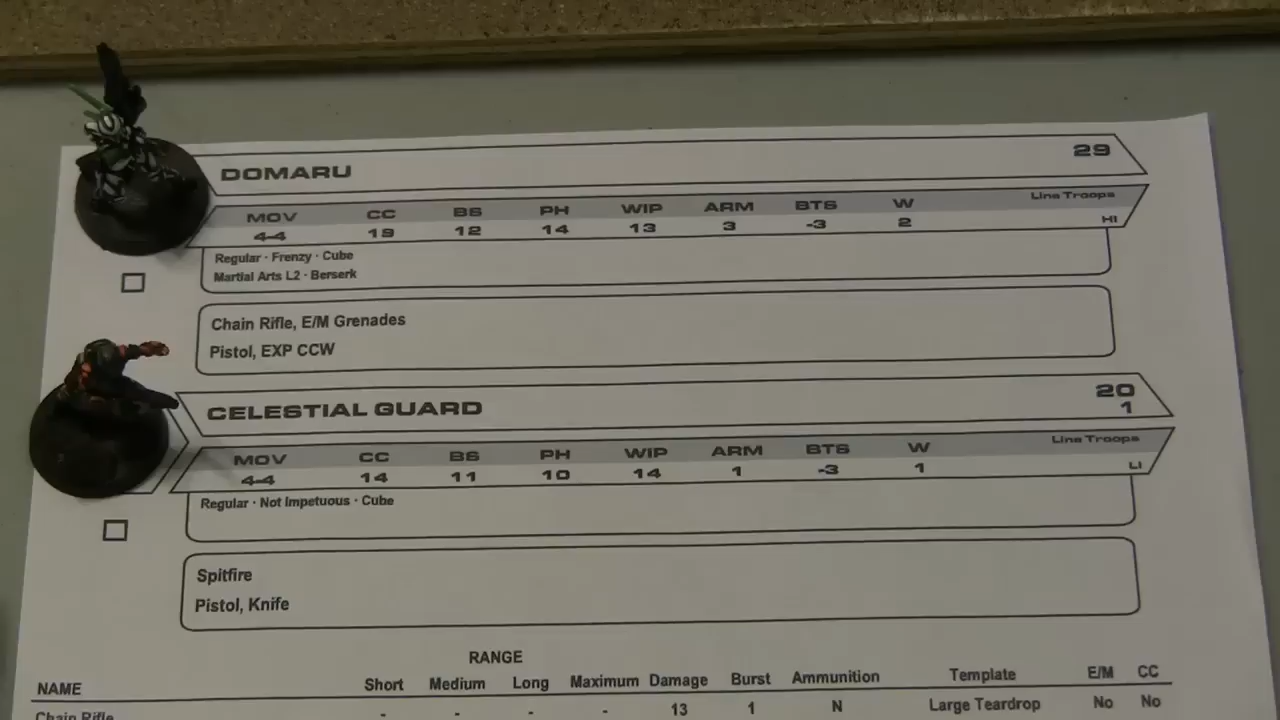 DOMARU 29
MOV CC BS PH WIP ARM BTS W Line Troops
4-4 19 12 14 13 3 -3 2 HI
Regular · Frenzy · Cube
Martial Arts L2 · Berserk
Chain Rifle, E/M Grenades
Pistol, EXP CCW
CELESTIAL GUARD 20
1
MOV CC BS PH WIP ARM BTS W Line Troops
4-4 14 11 10 14 1 -3 1 LI
Regular · Not Impetuous · Cube
Spitfire
Pistol, Knife
RANGE
NAME Short Medium Long Maximum Damage Burst Ammunition Template E/M CC
Chain Rifle - - - - 13 1 N Large Teardrop No No